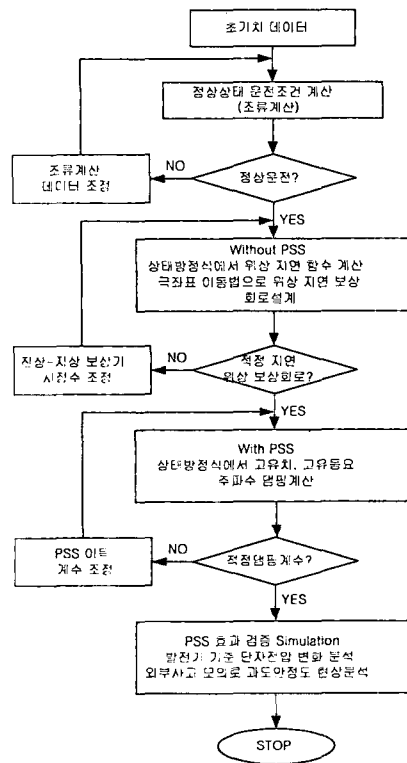 초기치 데이터
정상상태 운전조건 계산
(조류계산)
조류계산
데이터 조정
NO
정상운전?
YES
Without PSS
상태방정식에서 위상 지연 함수 계산
극좌표 이동법으로 위상 지연 보상
회로설계
진상-지상 보상기
시정수 조정
NO
적정 지연
위상 보상회로?
YES
With PSS
상태방정식에서 고유치, 고유동요
주파수 댐핑계산
PSS 이득
계수 조정
NO
적정댐핑계수?
YES
PSS 효과 검증 Simulation
발전기 기준 단자전압 변화 분석
외부사고 모의로 과도안정도 현상분석
STOP